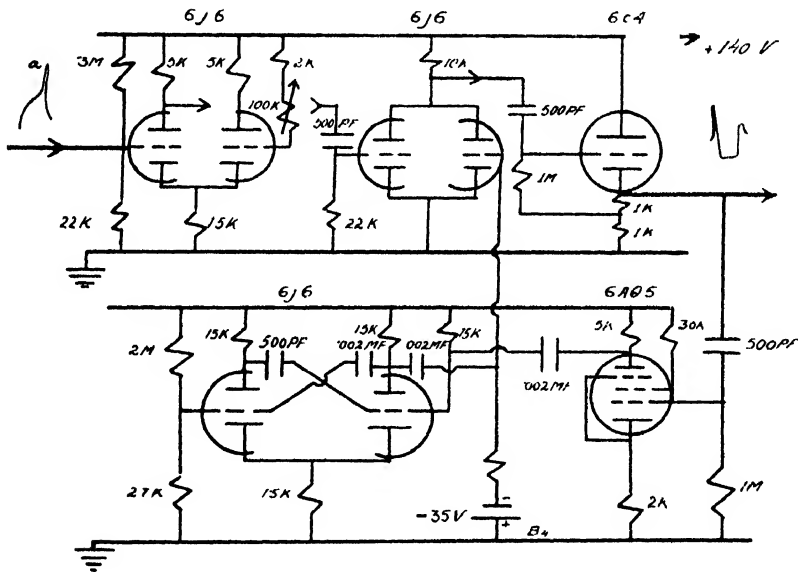 6J6
6J6
6C4
+140 V
a
3M
5K
5K
2K
10K
100K
500PF
500PF
1M
22K
15K
22K
1K
1K
6J6
6AQ5
2M
15K
500PF
15K
.002MF
.002MF
15K
5K
30K
500PF
.002MF
27K
15K
-35V
-
+
B4
2K
1M